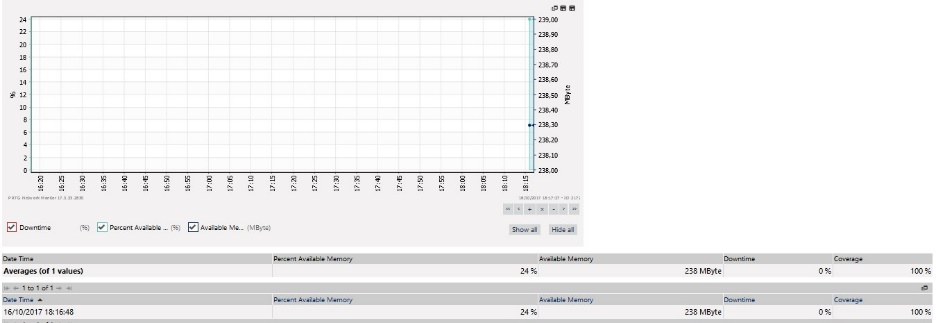 24
22
20
18
16
14
12
10
8
6
4
2
0
%
239,00
238,90
238,80
238,70
238,60
238,50
238,40
238,30
238,20
238,10
238,00
MByte
16:20 16:25 16:30 16:35 16:40 16:45 16:50 16:55 17:00 17:05 17:10 17:15 17:20 17:25 17:30 17:35 17:40 17:45 17:50 17:55 18:00 18:05 18:10 18:15
PRTG Network Monitor
Downtime (%) Percent Available ... (%) Available Me... (MByte)
Show all Hide all
Date Time Percent Available Memory Available Memory Downtime Coverage
Averages (of 1 values) 24 % 238 MByte 0 % 100 %
1 to 1 of 1
Date Time Percent Available Memory Available Memory Downtime Coverage
16/10/2017 18:16:48 24 % 238 MByte 0 % 100 %